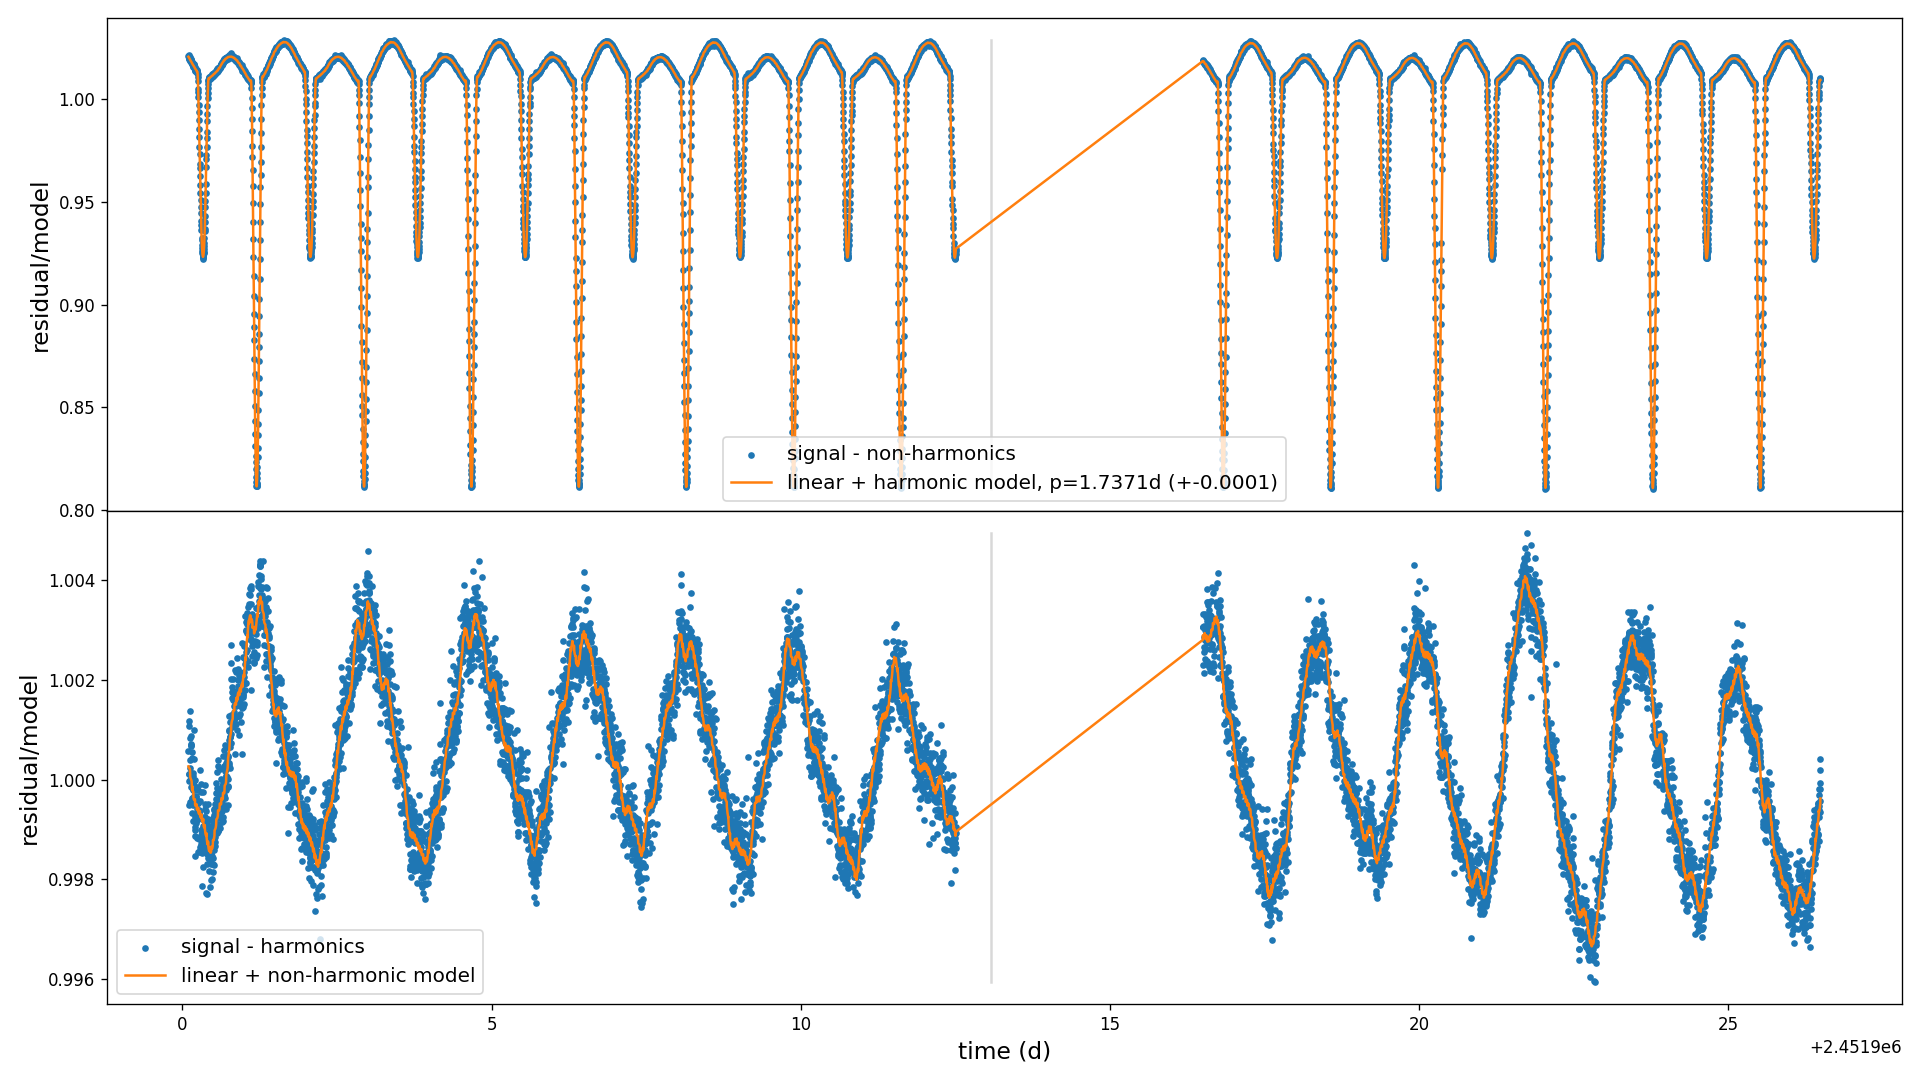 residual/model
1.00
0.95
0.90
0.85
0.80
signal - non-harmonics
linear + harmonic model, p=1.7371d (+-0.0001)
residual/model
1.004
1.002
1.000
0.998
0.996
signal - harmonics
linear + non-harmonic model
0
5
10
15
20
25
time (d)
+2.4519e6